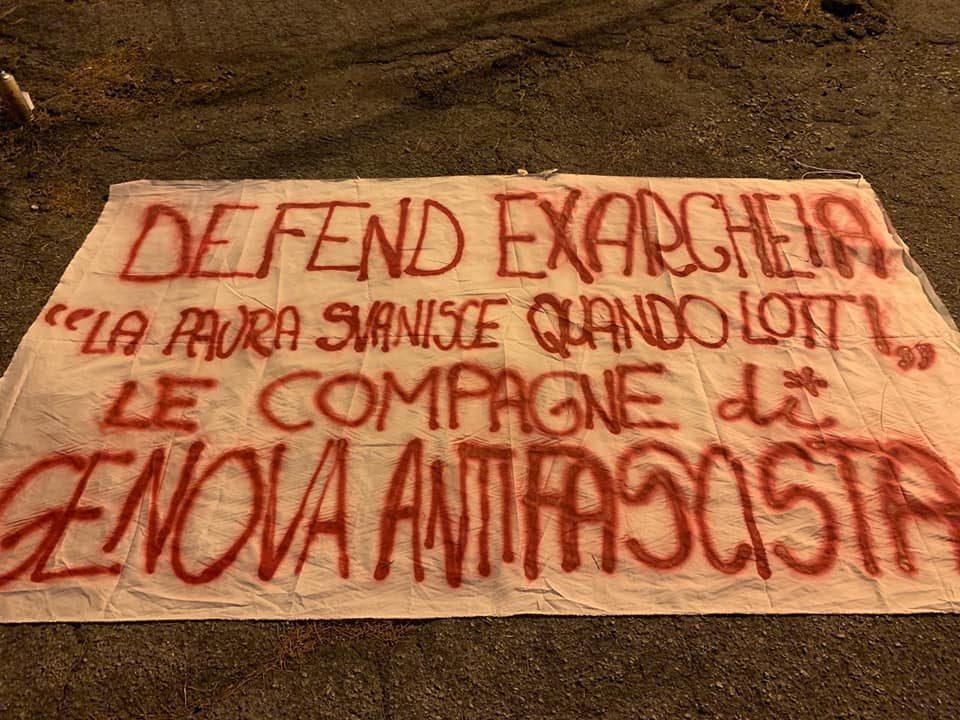 DEFEND EXARCHEIA
“LA PAURA SVANISCE QUANDO LOTTI„
LE COMPAGNE di
GENOVA ANTIFASCISTA